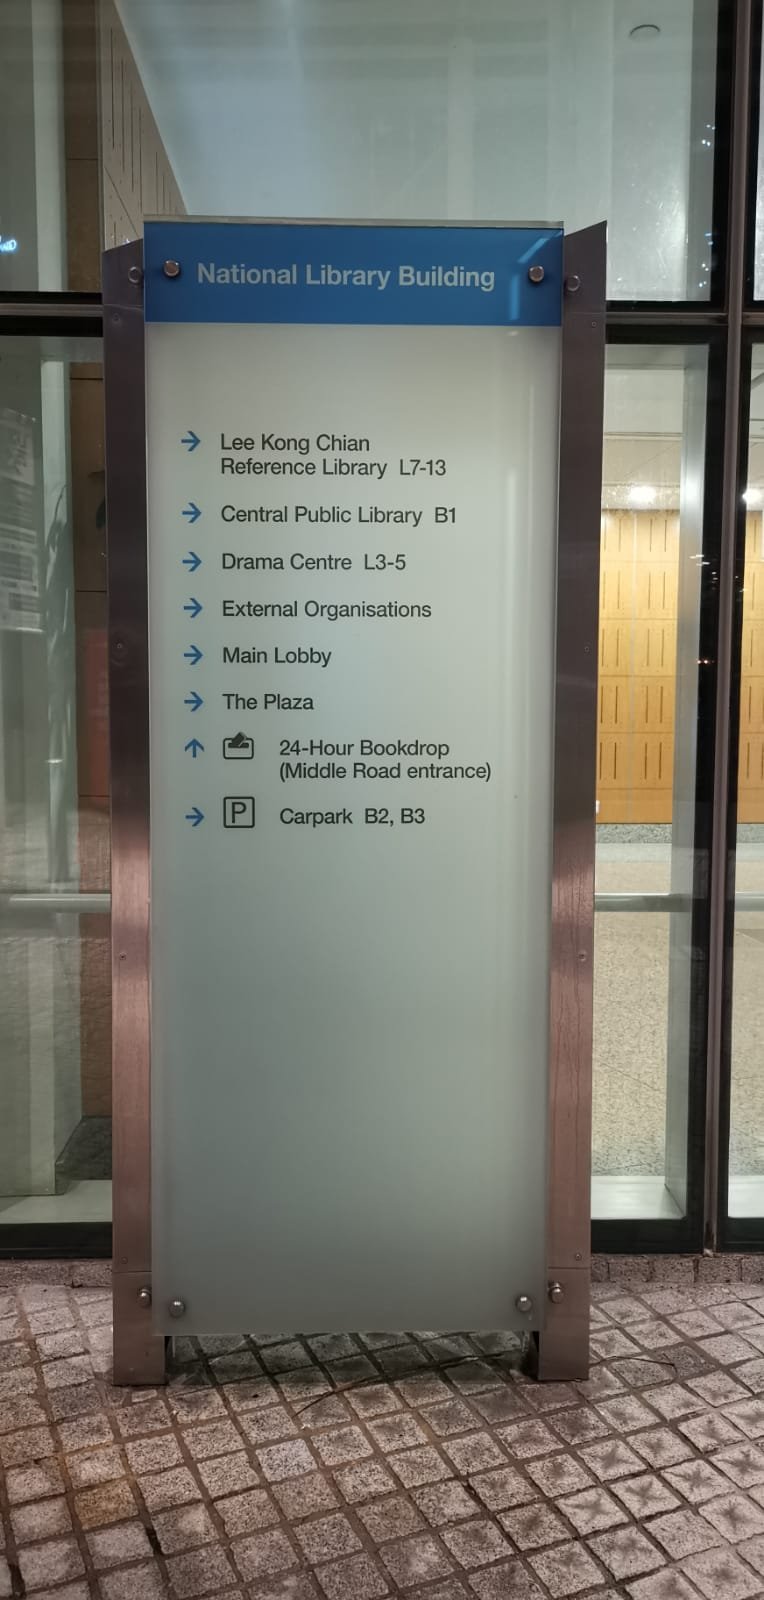 National Library Building
→ Lee Kong Chian
Reference Library L7-13
→ Central Public Library B1
→ Drama Centre L3-5
→ External Organisations
→ Main Lobby
→ The Plaza
↑ 24-Hour Bookdrop
(Middle Road entrance)
→ P Carpark B2, B3